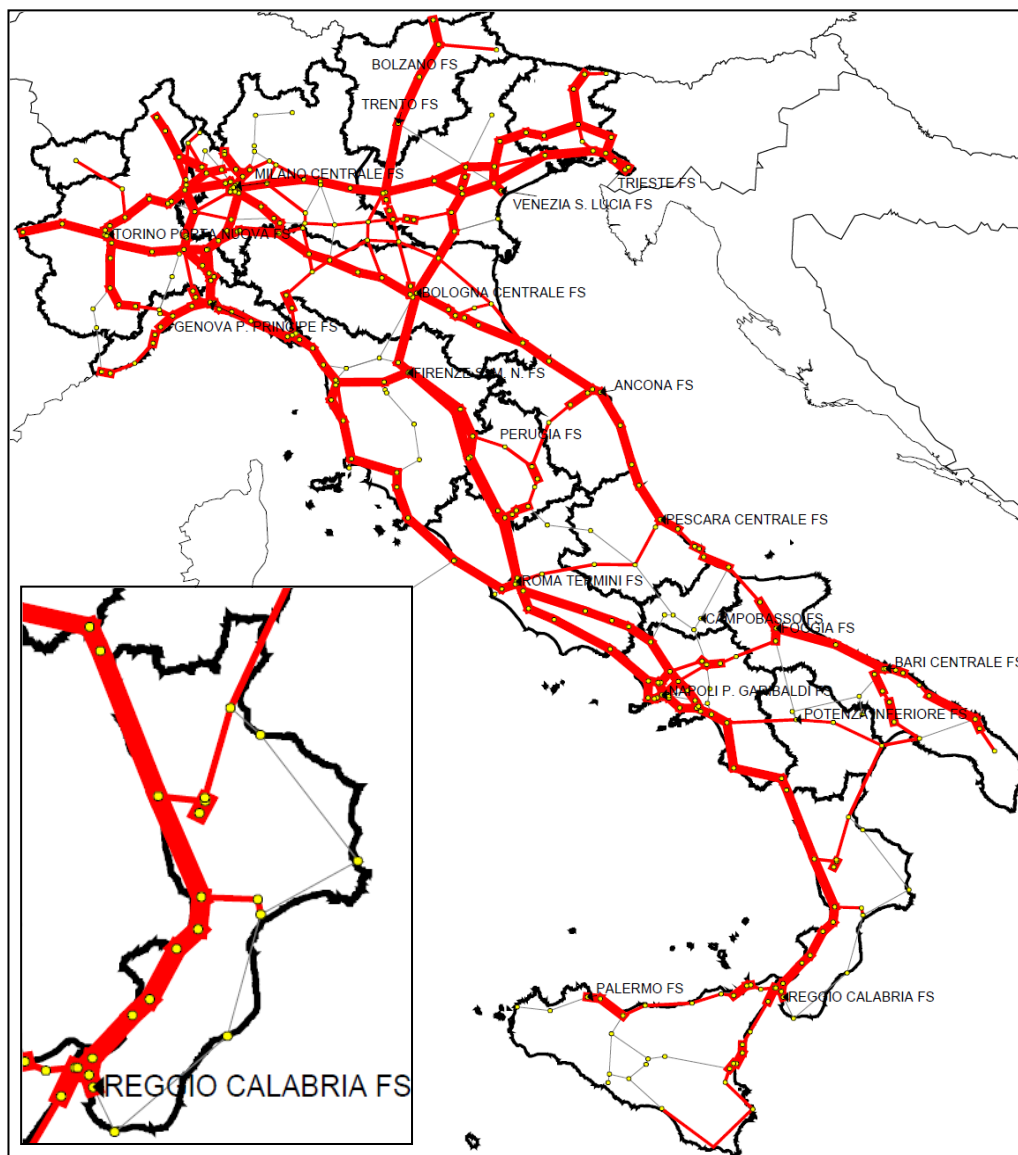 BOLZANO FS
TRENTO FS
MILANO CENTRALE FS
TRIESTE FS
VENEZIA S. LUCIA FS
TORINO PORTA NUOVA FS
BOLOGNA CENTRALE FS
GENOVA P. PRINCIPE FS
FIRENZE S. M. N. FS
ANCONA FS
PERUGIA FS
PESCARA CENTRALE FS
ROMA TERMINI FS
CAMPOBASSO FS
FOGGIA FS
BARI CENTRALE FS
NAPOLI P. GARIBALDI FS
POTENZA INFERIORE FS
PALERMO FS
REGGIO CALABRIA FS
REGGIO CALABRIA FS